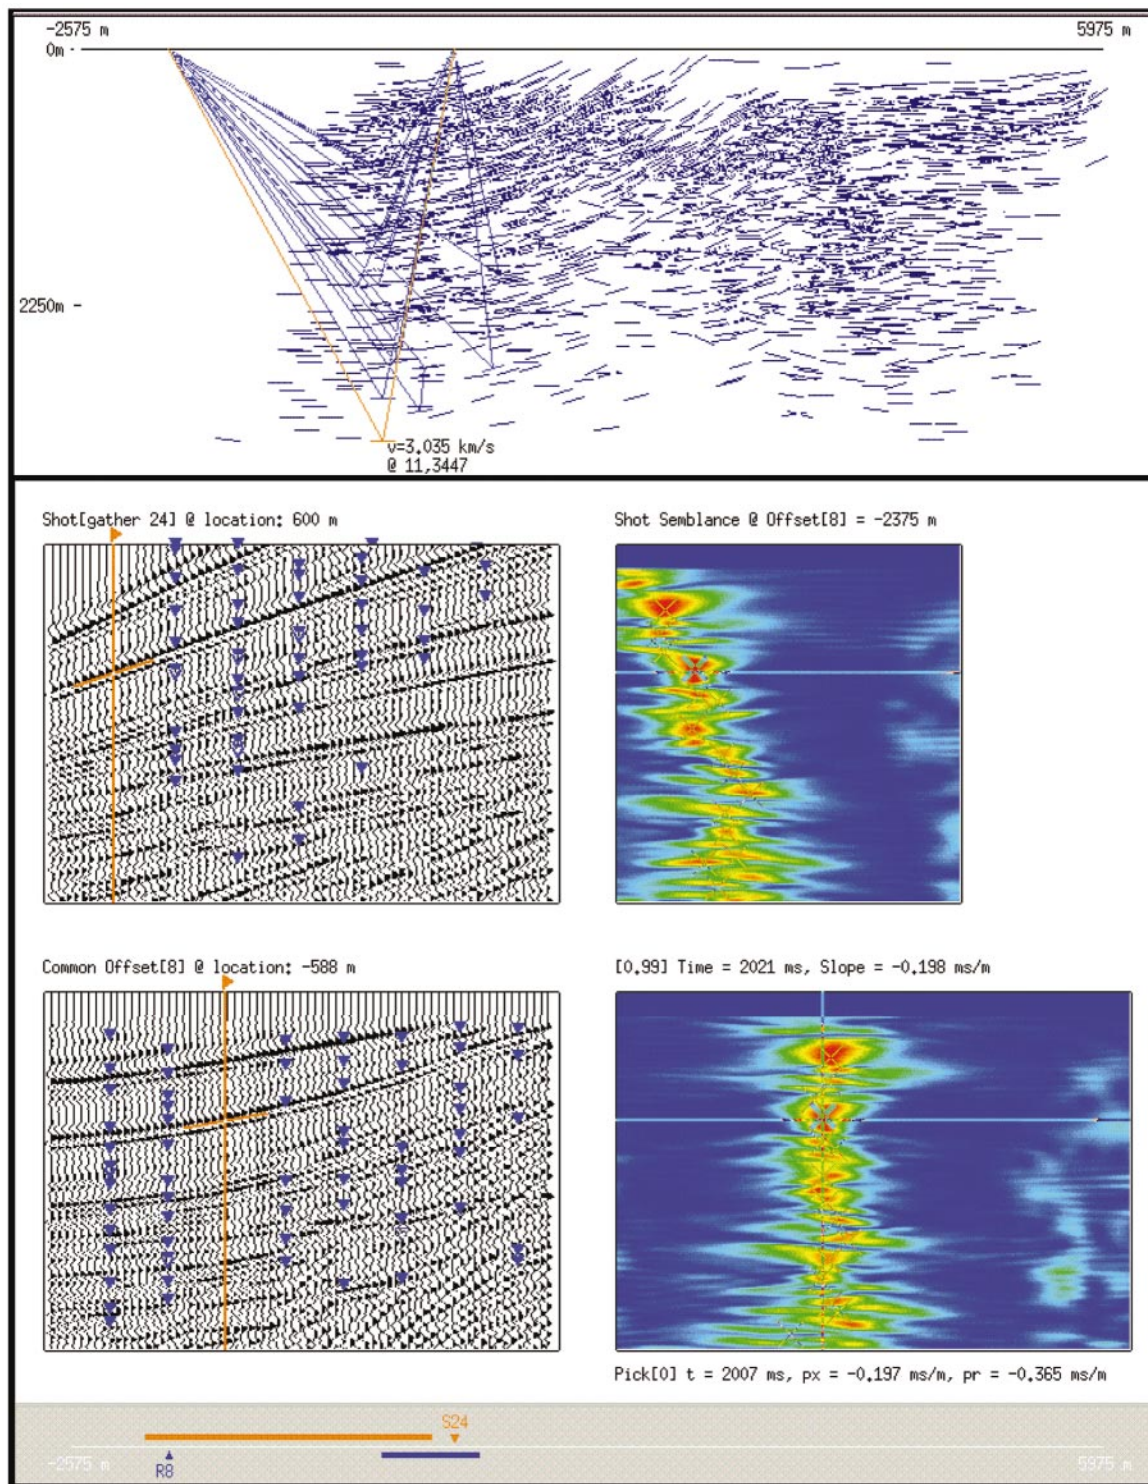 -2575 m 5975 m
0m -
2250m -
v=3.035 km/s
@ 11,3447
Shot[gather 24] @ location: 600 m
Shot Semblance @ Offset[8] = -2375 m
Common Offset[8] @ location: -588 m
[0.99] Time = 2021 ms, Slope = -0.198 ms/m
Pick[0] t = 2007 ms, px = -0.197 ms/m, pr = -0.365 ms/m
S24
-2575 m 5975 m
R8